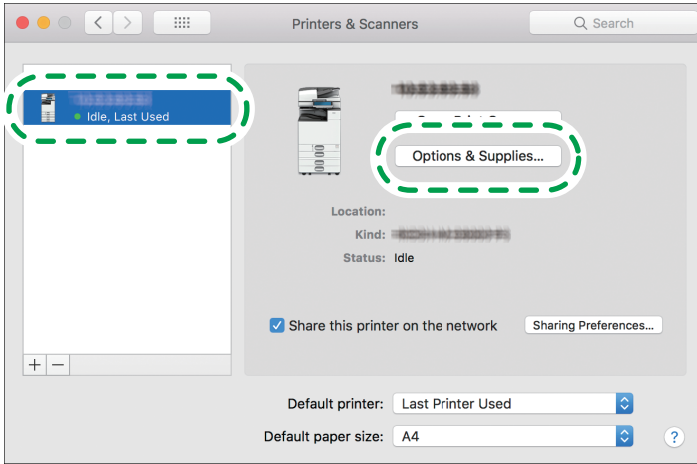 Printers & Scanners
Search
Idle, Last Used
Options & Supplies...
Location:
Kind:
Status: Idle
Share this printer on the network
Sharing Preferences...
Default printer: Last Printer Used
Default paper size: A4
?